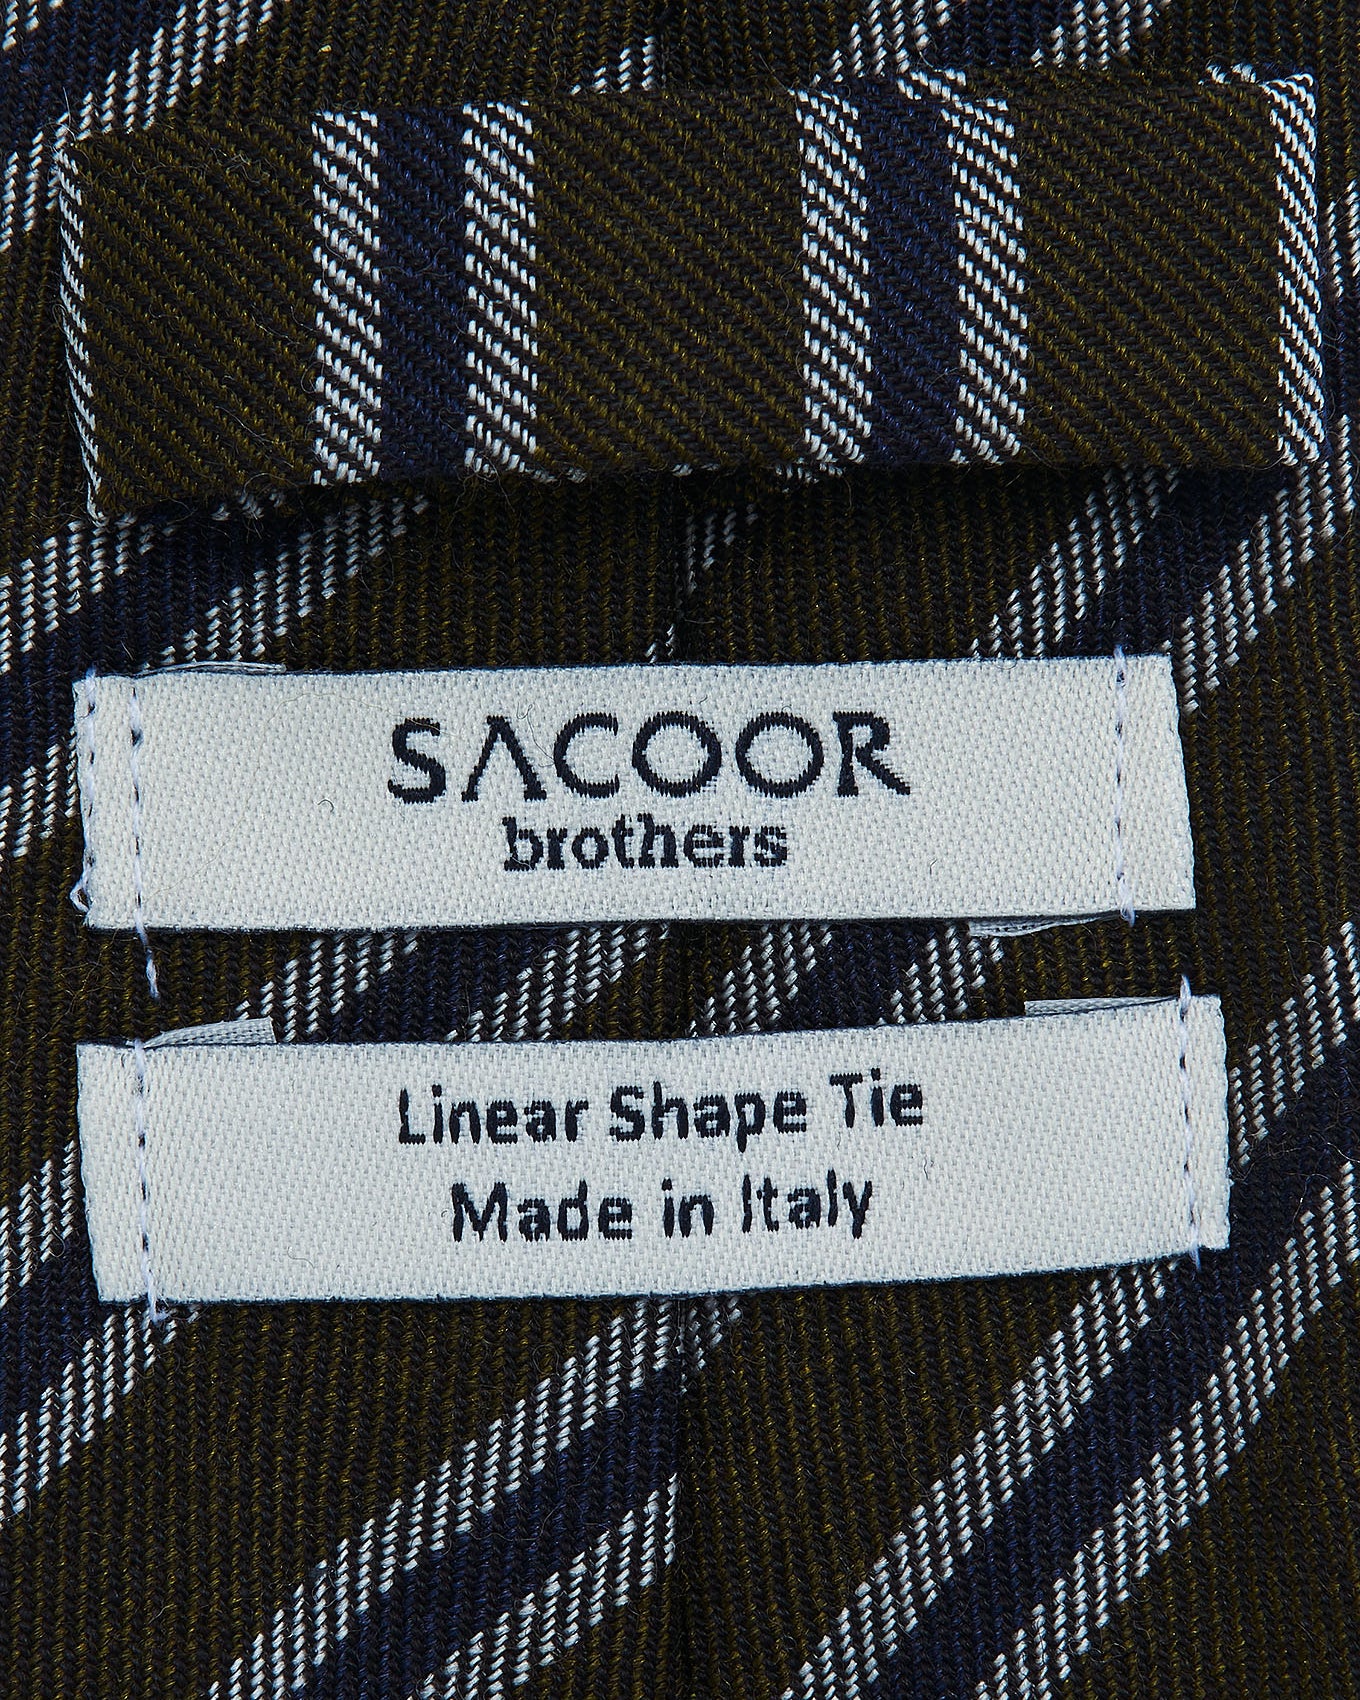 SACOOR
brothers
Linear Shape Tie
Made in Italy